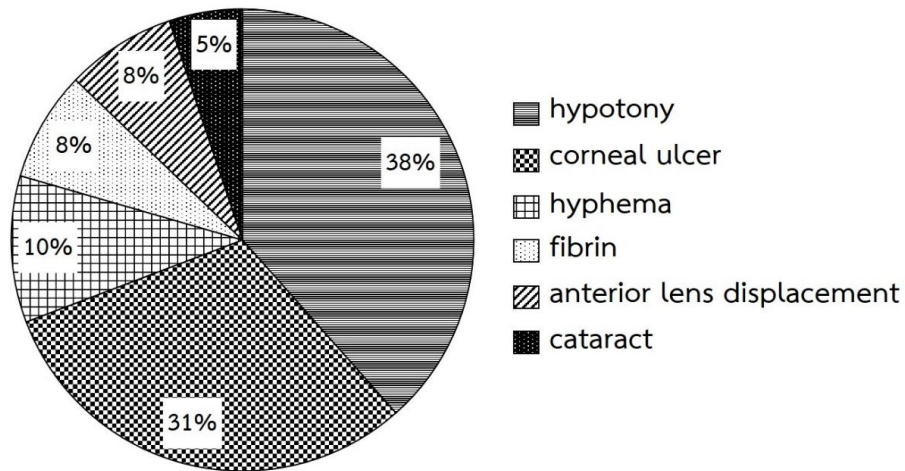 5%
8%
8%
10%
31%
38%
hypotony
corneal ulcer
hyphema
fibrin
anterior lens displacement
cataract